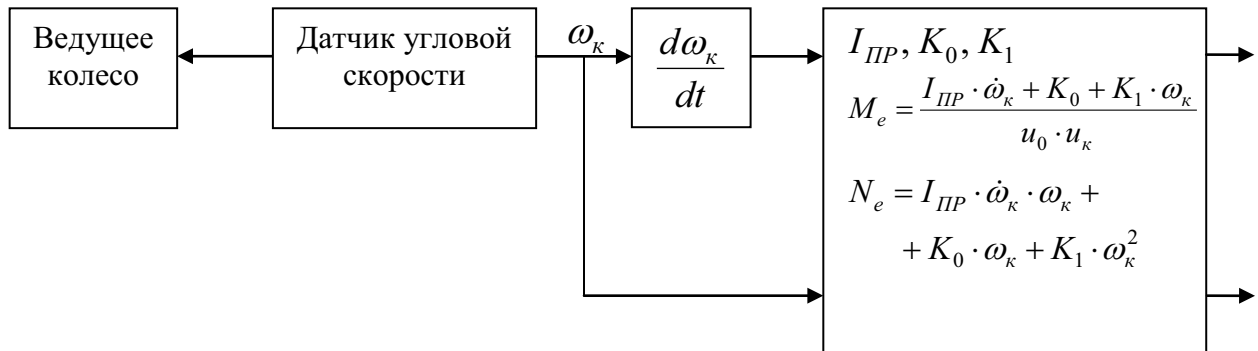 Ведущее
колесо
Датчик угловой
скорости
ω_к
dω_к
dt
I_ПР, K_0, K_1
M_e = (I_ПР · ω̇_к + K_0 + K_1 · ω_к) / (u_0 · u_к)
N_e = I_ПР · ω̇_к · ω_к +
+ K_0 · ω_к + K_1 · ω_к^2